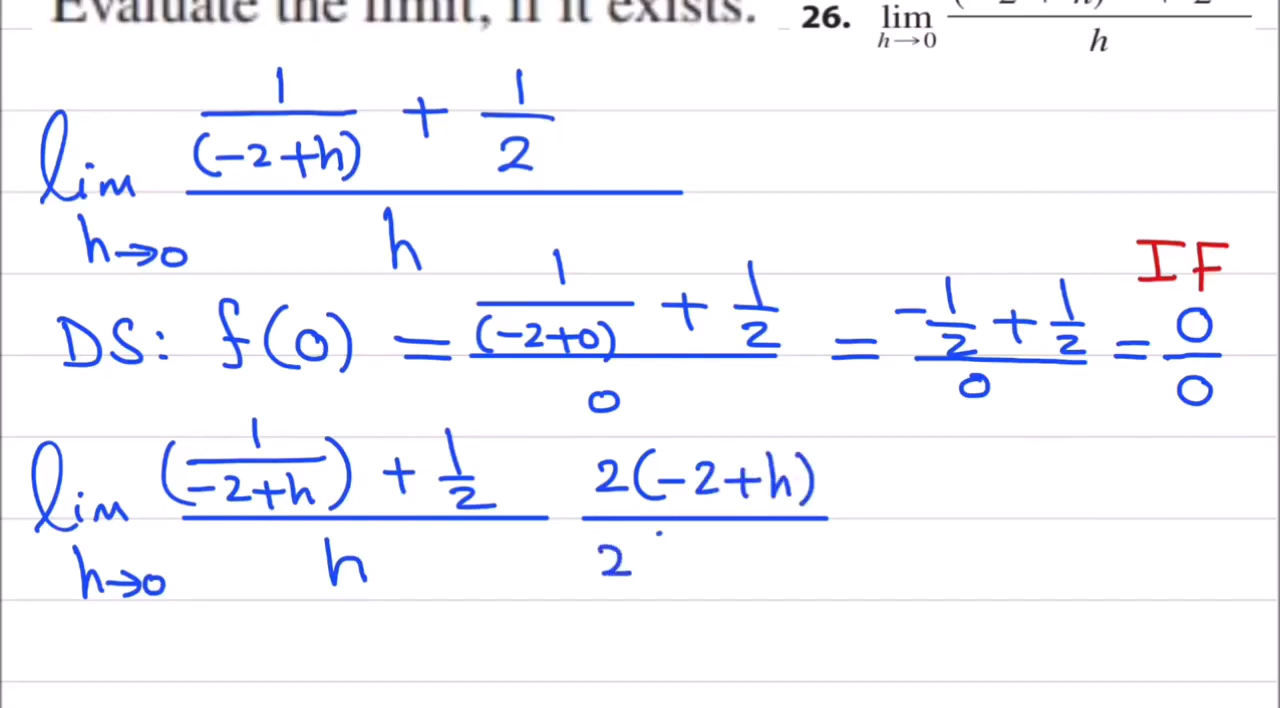 Evaluate the limit, if it exists.
26. lim h→0 / h
lim h→0 (1/(-2+h) + 1/2) / h
DS: f(0) = (1/(-2+0) + 1/2) / 0 = (-1/2 + 1/2) / 0 = 0/0 IF
lim h→0 ((1/-2+h) + 1/2) / h 2(-2+h) / 2